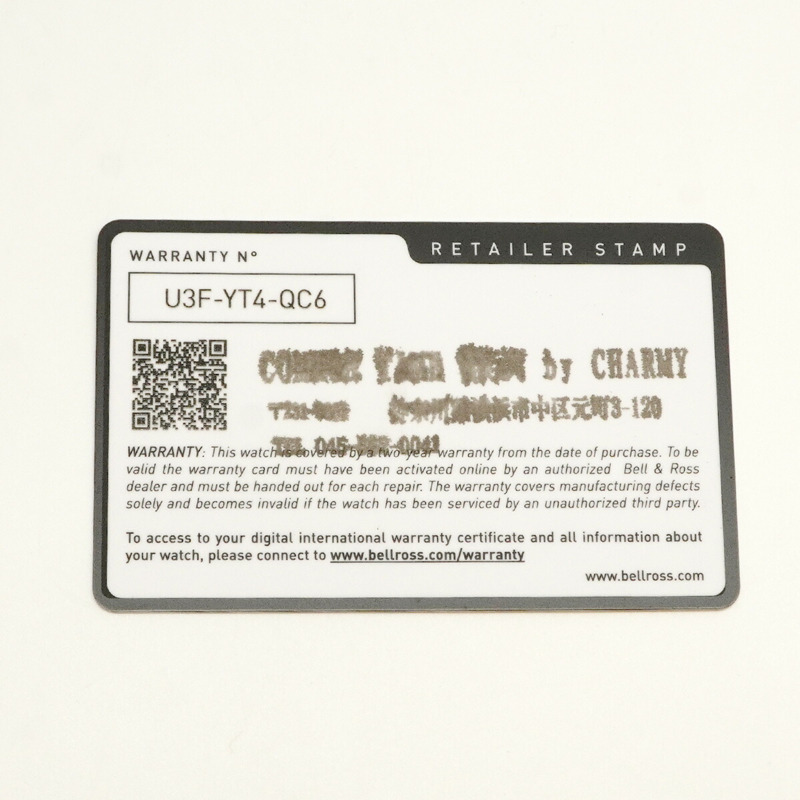 WARRANTY N°
RETAILER STAMP
U3F-YT4-QC6
by CHARMY
市中区元町3-120
TEL 045-
-0041
WARRANTY: This watch is covered by a two-year warranty from the date of purchase. To be
valid the warranty card must have been activated online by an authorized Bell & Ross
dealer and must be handed out for each repair. The warranty covers manufacturing defects
solely and becomes invalid if the watch has been serviced by an unauthorized third party.
To access to your digital international warranty certificate and all information about
your watch, please connect to www.bellross.com/warranty
www.bellross.com